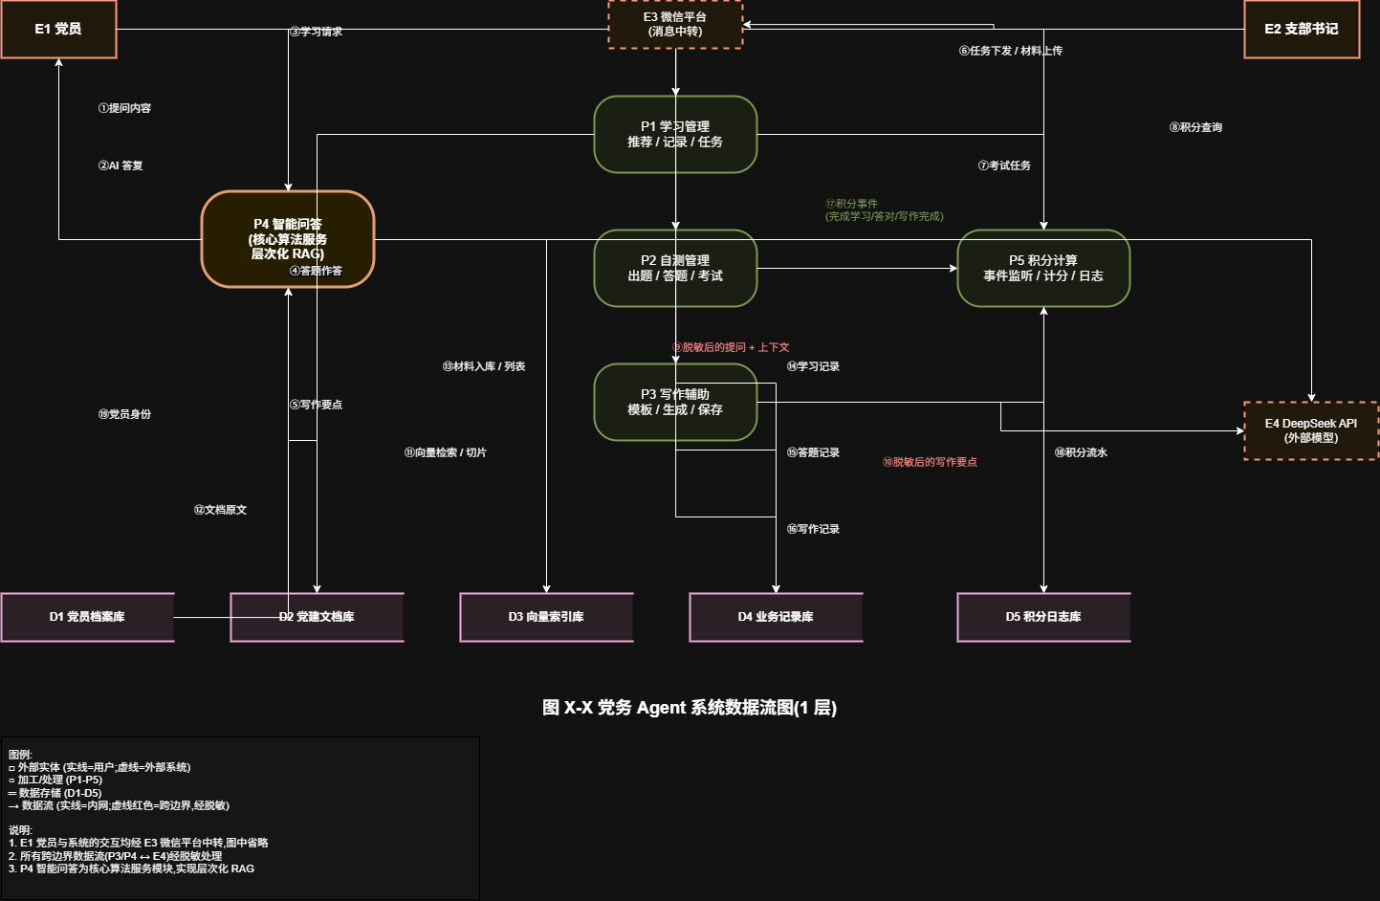 E1 党员
E3 微信平台
(消息中转)
E2 支部书记
③学习请求
⑥任务下发 / 材料上传
①提问内容
P1 学习管理
推荐 / 记录 / 任务
⑧积分查询
②AI 答复
⑦考试任务
⑰积分事件
(完成学习/答对/写作完成)
P4 智能问答
(核心算法服务
层次化 RAG)
④答题作答
P2 自测管理
出题 / 答题 / 考试
P5 积分计算
事件监听 / 计分 / 日志
⑨脱敏后的提问 + 上下文
⑬材料入库 / 列表
⑭学习记录
P3 写作辅助
模板 / 生成 / 保存
⑤写作要点
⑲党员身份
E4 DeepSeek API
(外部模型)
⑪向量检索 / 切片
⑮答题记录
⑩脱敏后的写作要点
⑱积分流水
⑫文档原文
⑯写作记录
D1 党员档案库
D2 党建文档库
D3 向量索引库
D4 业务记录库
D5 积分日志库
图 X-X 党务 Agent 系统数据流图(1 层)
图例:
□ 外部实体 (实线=用户;虚线=外部系统)
○ 加工/处理 (P1-P5)
═ 数据存储 (D1-D5)
→ 数据流 (实线=内网;虚线红色=跨边界,经脱敏)
说明:
1. E1 党员与系统的交互均经 E3 微信平台中转,图中省略
2. 所有跨边界数据流(P3/P4 ↔ E4)经脱敏处理
3. P4 智能问答为核心算法服务模块,实现层次化 RAG